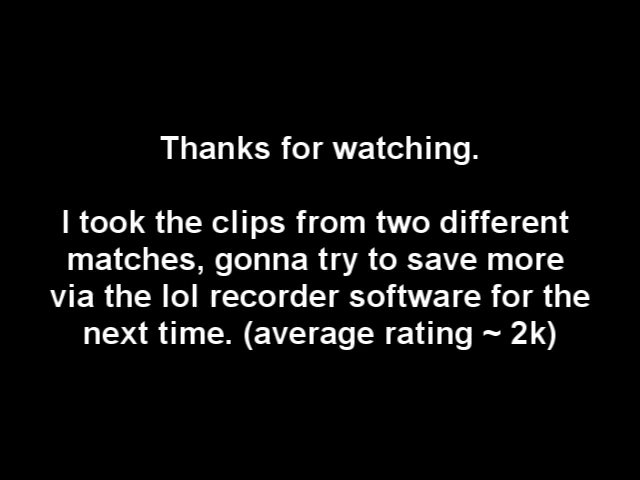 Thanks for watching.
I took the clips from two different
matches, gonna try to save more
via the lol recorder software for the
next time. (average rating ~ 2k)